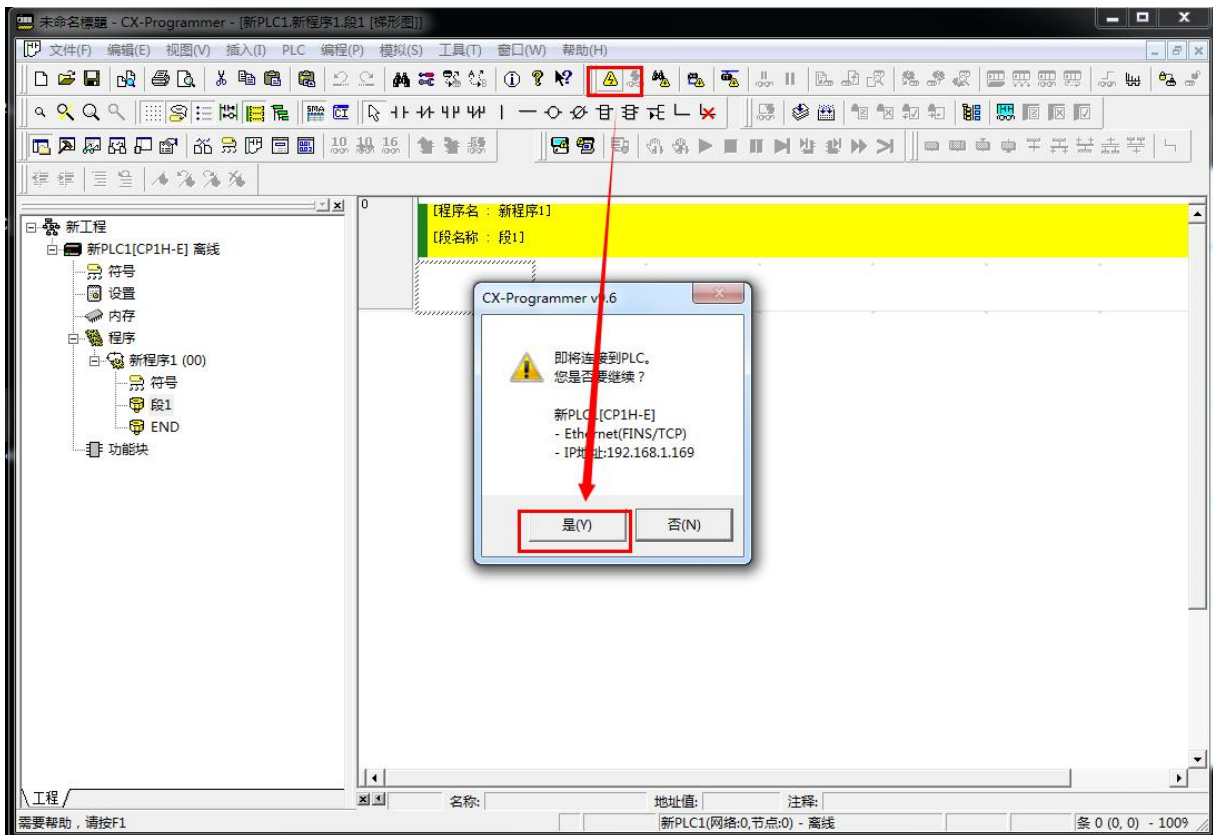 未命名標題 - CX-Programmer - [新PLC1.新程序1.段1 [梯形图]]
文件(F) 编辑(E) 视图(V) 插入(I) PLC 编程(P) 模拟(S) 工具(T) 窗口(W) 帮助(H)
10 10 16
新工程
新PLC1[CP1H-E] 离线
符号
设置
内存
程序
新程序1 (00)
符号
段1
END
功能块
工程
0
[程序名 : 新程序1]
[段名称 : 段1]
CX-Programmer v9.6
即将连接到PLC。
您是否要继续？
新PLC1[CP1H-E]
- Ethernet(FINS/TCP)
- IP地址:192.168.1.169
是(Y) 否(N)
名称: 地址值: 注释:
需要帮助，请按F1 新PLC1(网络:0,节点:0) - 离线 条 0 (0, 0) - 100%